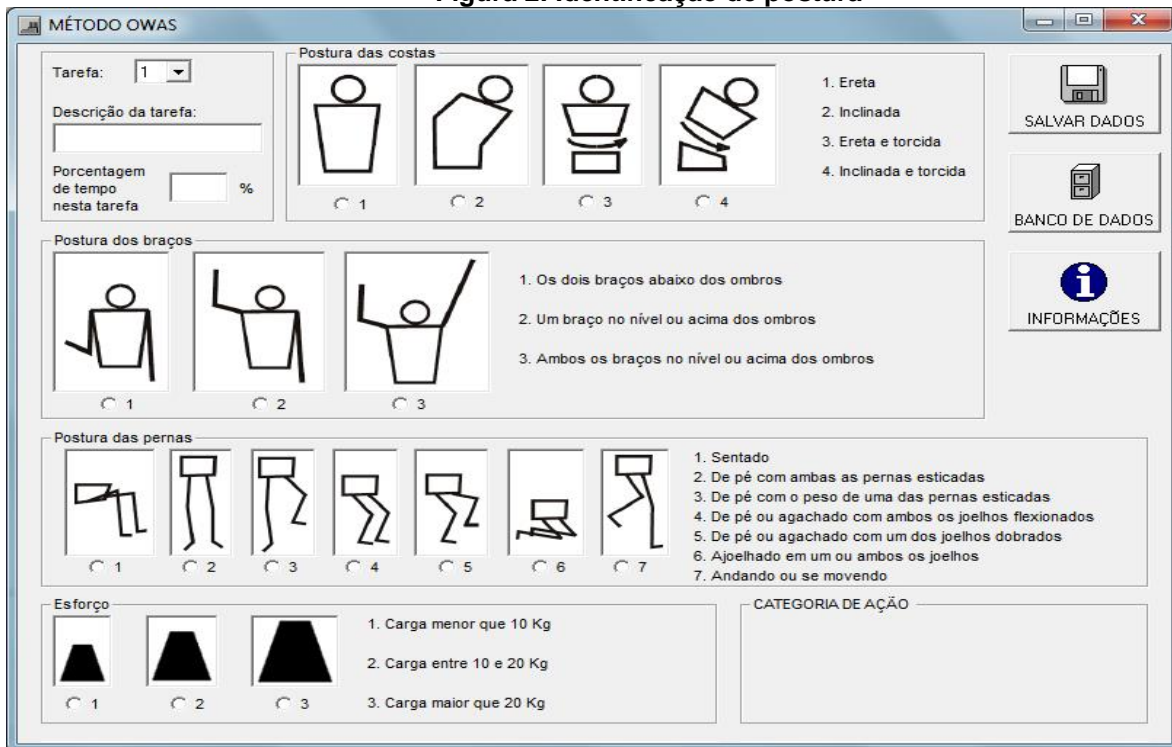 MÉTODO OWAS
Tarefa: 1
Descrição da tarefa:
Porcentagem
de tempo
nesta tarefa
%
Postura das costas
1 2 3 4
1. Ereta
2. Inclinada
3. Ereta e torcida
4. Inclinada e torcida
SALVAR DADOS
BANCO DE DADOS
INFORMAÇÕES
Postura dos braços
1 2 3
1. Os dois braços abaixo dos ombros
2. Um braço no nível ou acima dos ombros
3. Ambos os braços no nível ou acima dos ombros
Postura das pernas
1 2 3 4 5 6 7
1. Sentado
2. De pé com ambas as pernas esticadas
3. De pé com o peso de uma das pernas esticadas
4. De pé ou agachado com ambos os joelhos flexionados
5. De pé ou agachado com um dos joelhos dobrados
6. Ajoelhado em um ou ambos os joelhos
7. Andando ou se movendo
Esforço
1 2 3
1. Carga menor que 10 Kg
2. Carga entre 10 e 20 Kg
3. Carga maior que 20 Kg
CATEGORIA DE AÇÃO